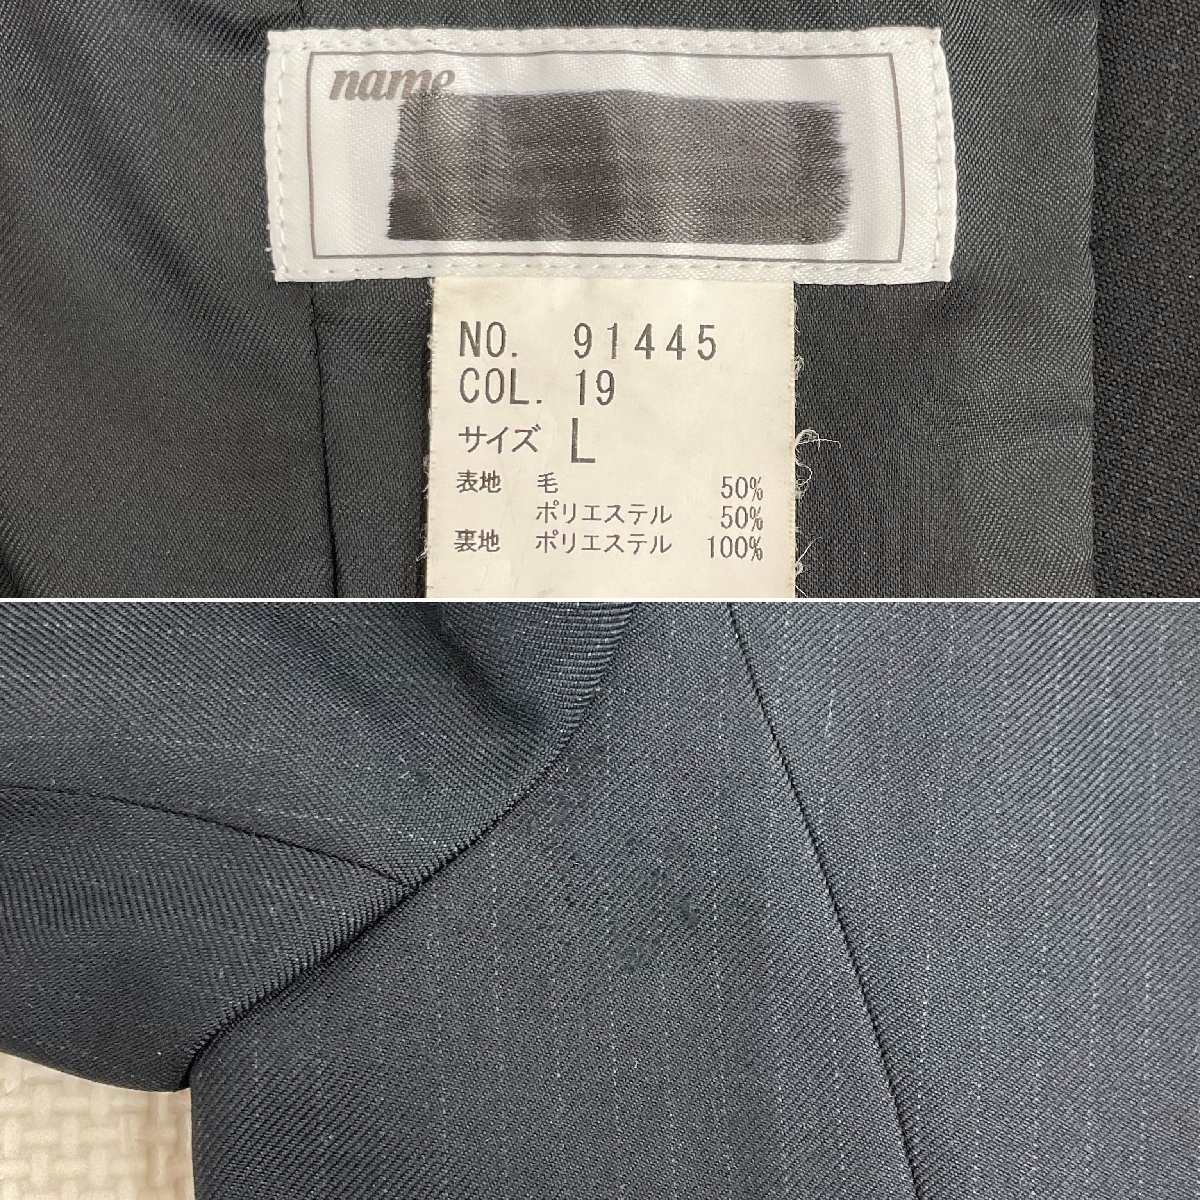 name
NO. 91445
COL. 19
サイズ L
表地 毛 50%
ポリエステル 50%
裏地 ポリエステル 100%